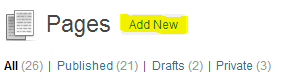 Pages Add New
All (26) | Published (21) | Drafts (2) | Private (3)